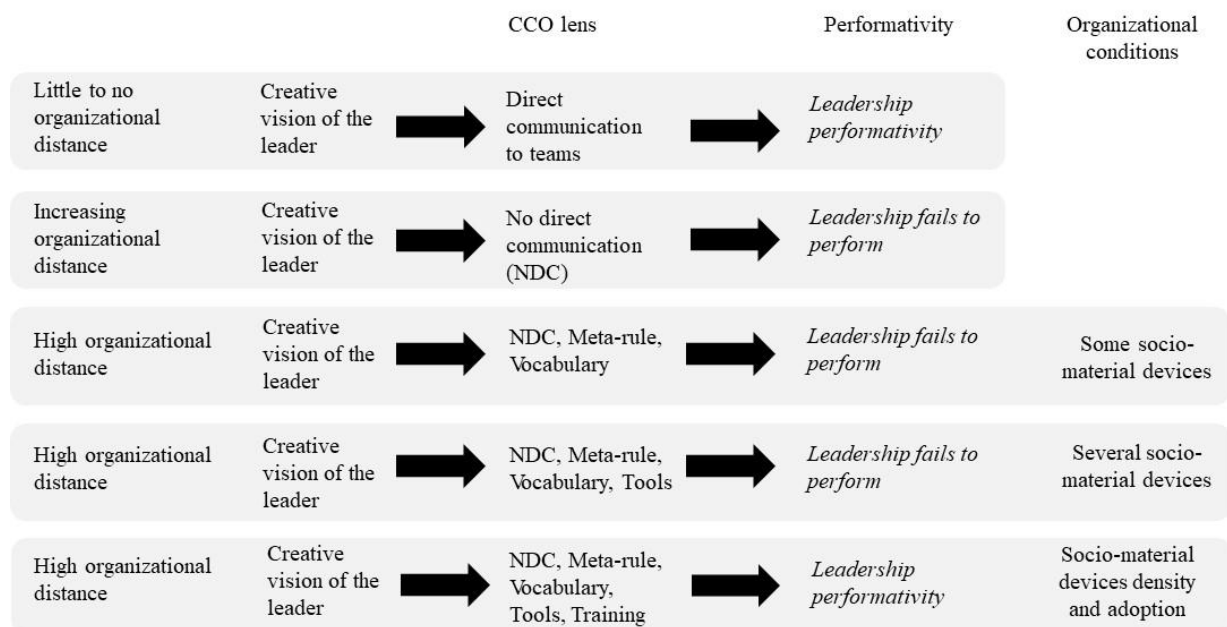 CCO lens
Performativity
Organizational
conditions
Little to no
organizational
distance
Creative
vision of the
leader
Direct
communication
to teams
Leadership
performativity
Increasing
organizational
distance
Creative
vision of the
leader
No direct
communication
(NDC)
Leadership fails to
perform
High organizational
distance
Creative
vision of the
leader
NDC, Meta-rule,
Vocabulary
Leadership fails to
perform
Some socio-
material devices
High organizational
distance
Creative
vision of the
leader
NDC, Meta-rule,
Vocabulary, Tools
Leadership fails to
perform
Several socio-
material devices
High organizational
distance
Creative
vision of the
leader
NDC, Meta-rule,
Vocabulary,
Tools, Training
Leadership
performativity
Socio-material
devices density
and adoption